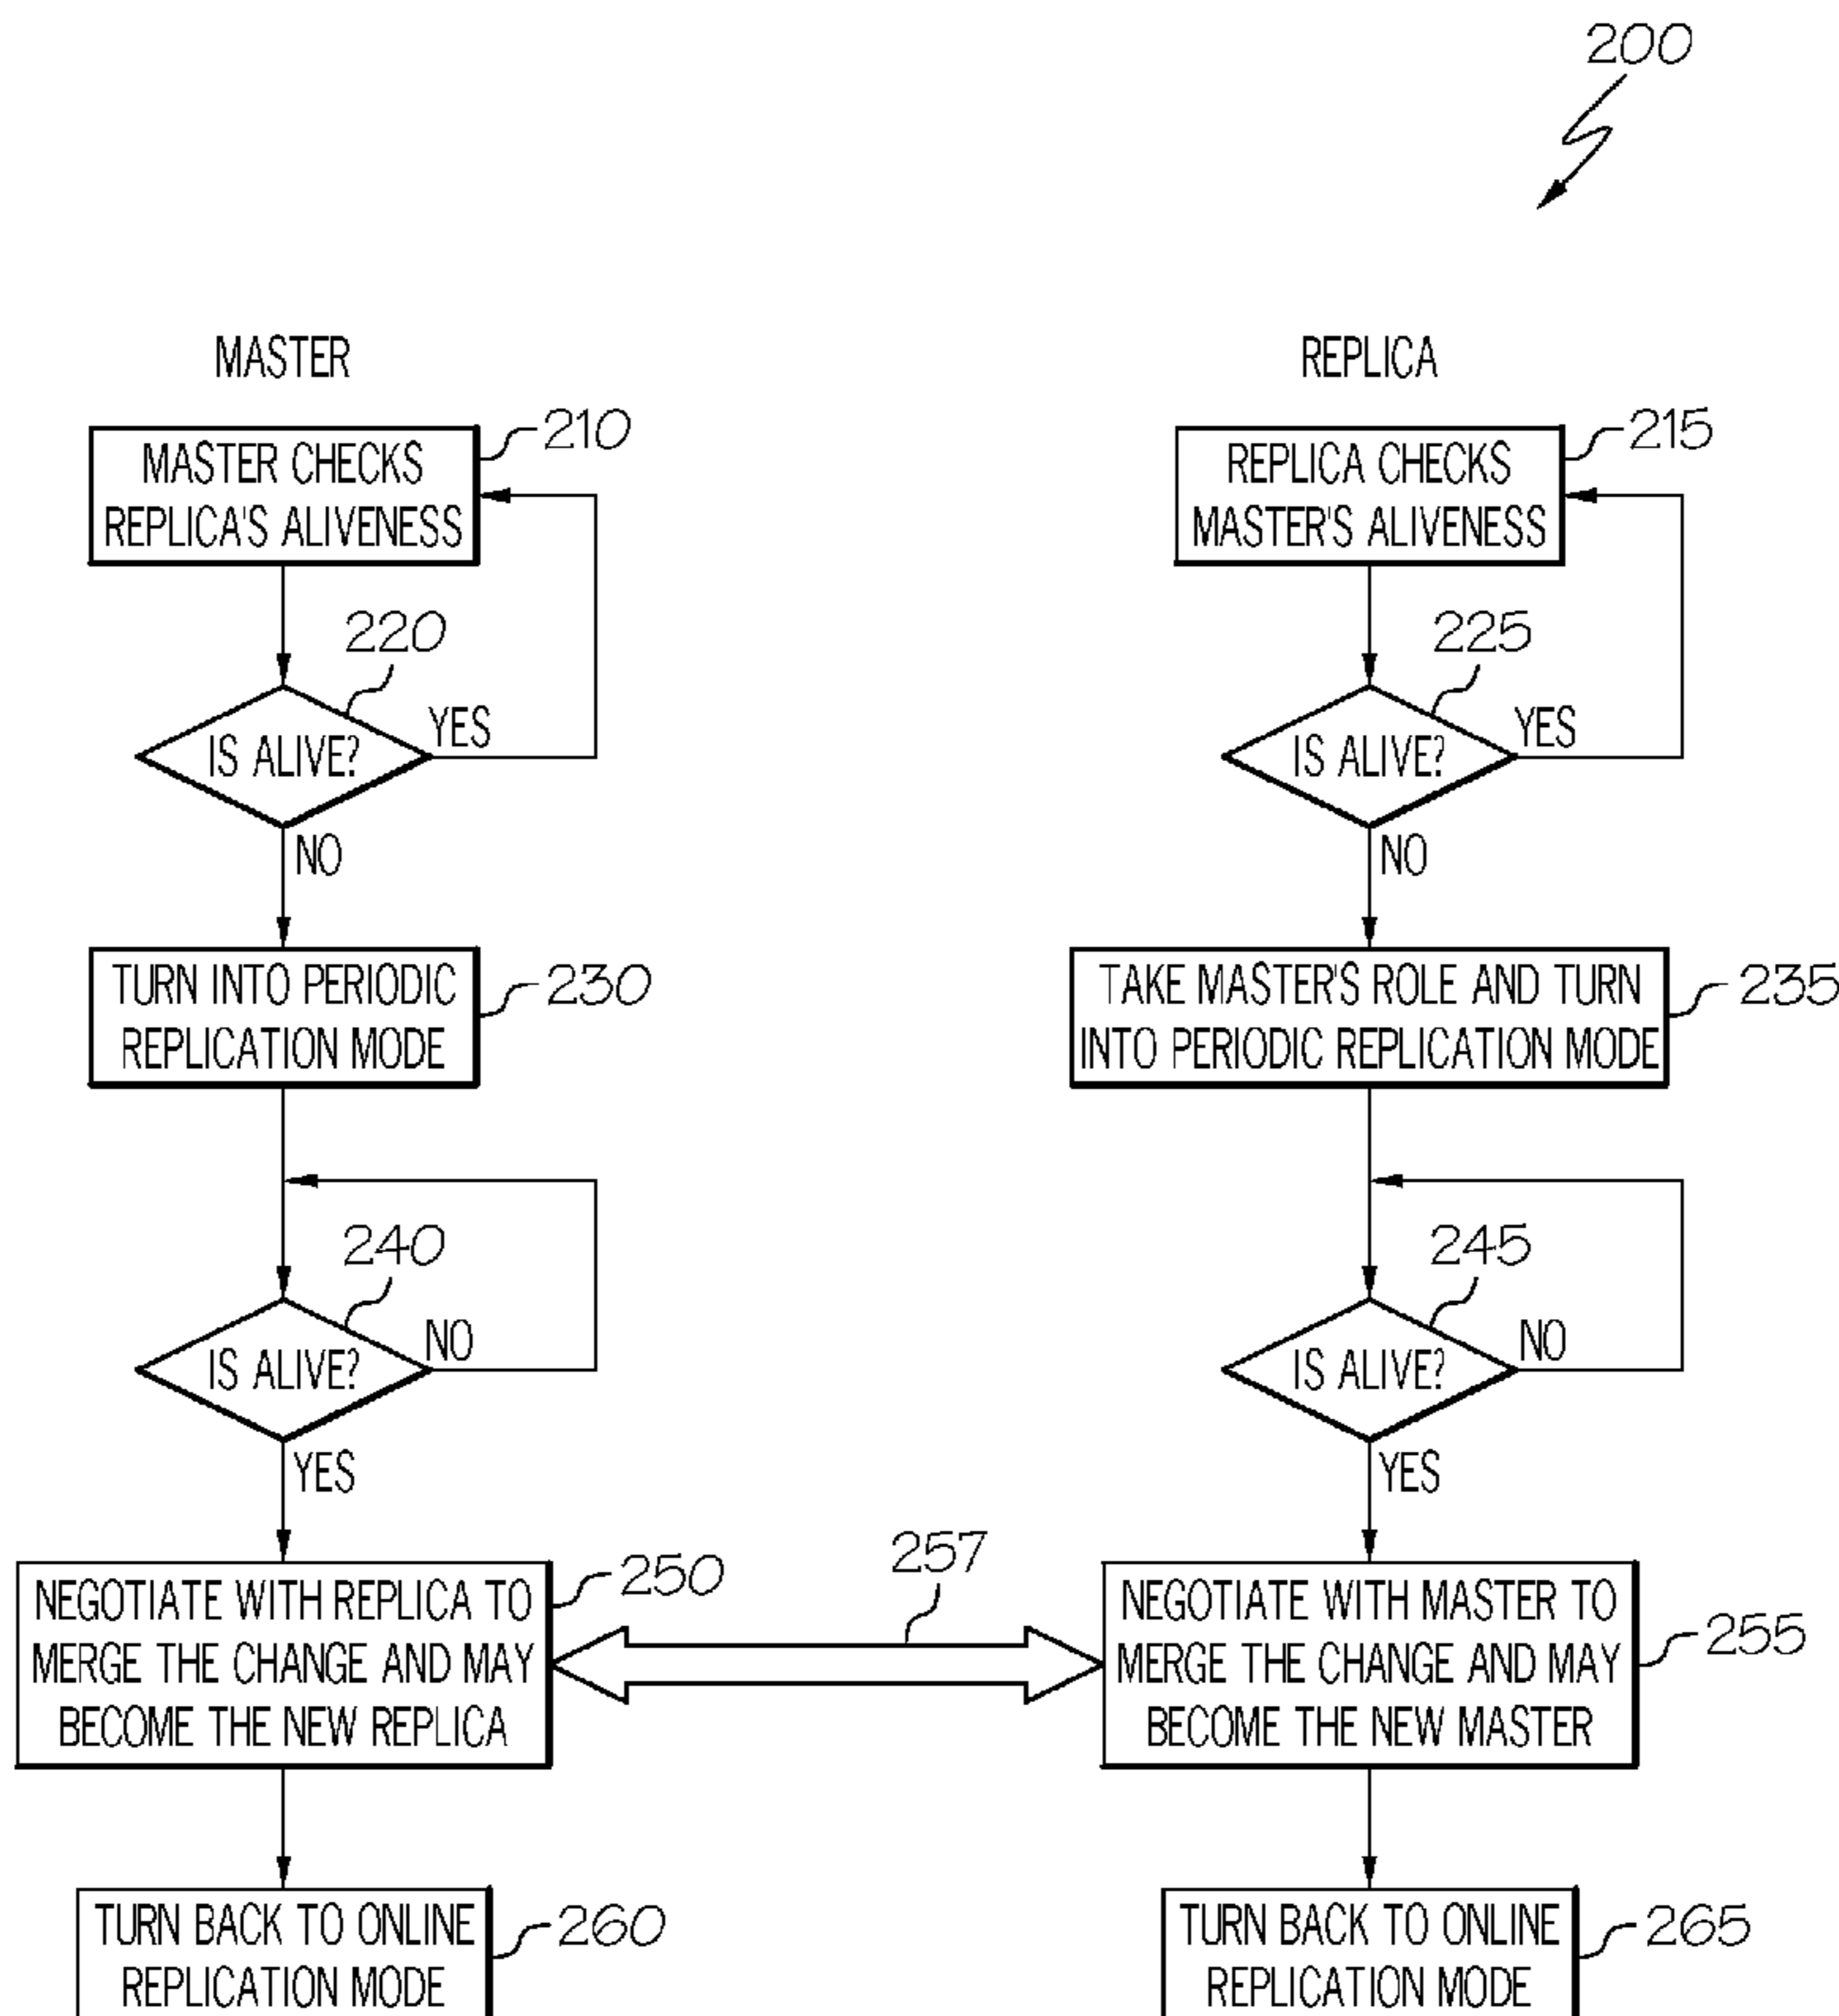 200
MASTER
MASTER CHECKS
REPLICA'S ALIVENESS
210
220
IS ALIVE?
YES
NO
TURN INTO PERIODIC
REPLICATION MODE
230
240
IS ALIVE?
NO
YES
NEGOTIATE WITH REPLICA TO
MERGE THE CHANGE AND MAY
BECOME THE NEW REPLICA
250
257
TURN BACK TO ONLINE
REPLICATION MODE
260
REPLICA
REPLICA CHECKS
MASTER'S ALIVENESS
215
225
IS ALIVE?
YES
NO
TAKE MASTER'S ROLE AND TURN
INTO PERIODIC REPLICATION MODE
235
245
IS ALIVE?
NO
YES
NEGOTIATE WITH MASTER TO
MERGE THE CHANGE AND MAY
BECOME THE NEW MASTER
255
TURN BACK TO ONLINE
REPLICATION MODE
265